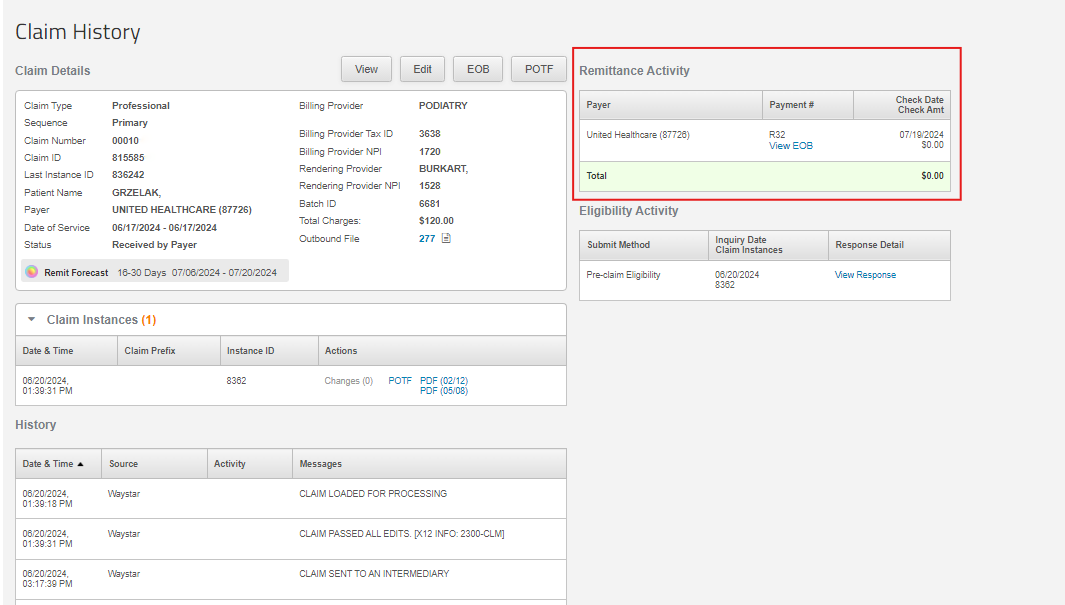 Claim History
Claim Details
View Edit EOB POTF
Claim Type Professional
Sequence Primary
Claim Number 00010
Claim ID 815585
Last Instance ID 836242
Patient Name GRZELAK,
Payer UNITED HEALTHCARE (87726)
Date of Service 06/17/2024 - 06/17/2024
Status Received by Payer
Billing Provider PODIATRY
Billing Provider Tax ID 3638
Billing Provider NPI 1720
Rendering Provider BURKART,
Rendering Provider NPI 1528
Batch ID 6681
Total Charges: $120.00
Outbound File 277
Remit Forecast 16-30 Days 07/06/2024 - 07/20/2024
Claim Instances (1)
Date & Time Claim Prefix Instance ID Actions
06/20/2024, 8362 Changes (0) POTF PDF (02/12)
01:39:31 PM PDF (05/08)
History
Date & Time Source Activity Messages
06/20/2024, Waystar CLAIM LOADED FOR PROCESSING
01:39:18 PM
06/20/2024, Waystar CLAIM PASSED ALL EDITS. [X12 INFO: 2300-CLM]
01:39:31 PM
06/20/2024, Waystar CLAIM SENT TO AN INTERMEDIARY
03:17:39 PM
Remittance Activity
Payer Payment # Check Date
Check Amt
United Healthcare (87726) R32 07/19/2024
View EOB $0.00
Total $0.00
Eligibility Activity
Submit Method Inquiry Date Response Detail
Claim Instances
Pre-claim Eligibility 06/20/2024 View Response
8362